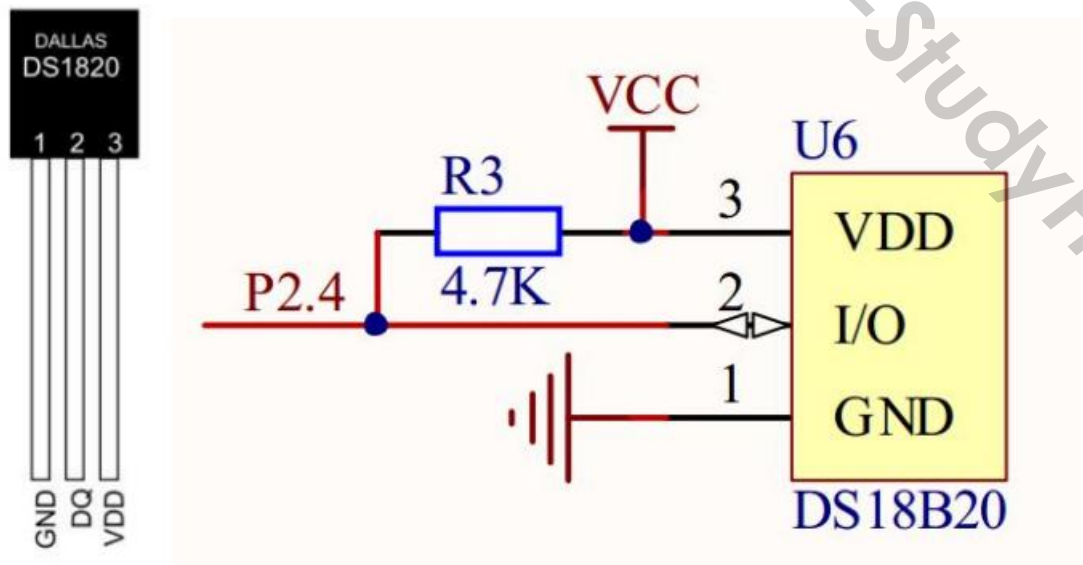 DALLAS
DS1820
1 2 3
GND DQ VDD
VCC
R3
4.7K
P2.4
U6
3 VDD
2 I/O
1 GND
DS18B20